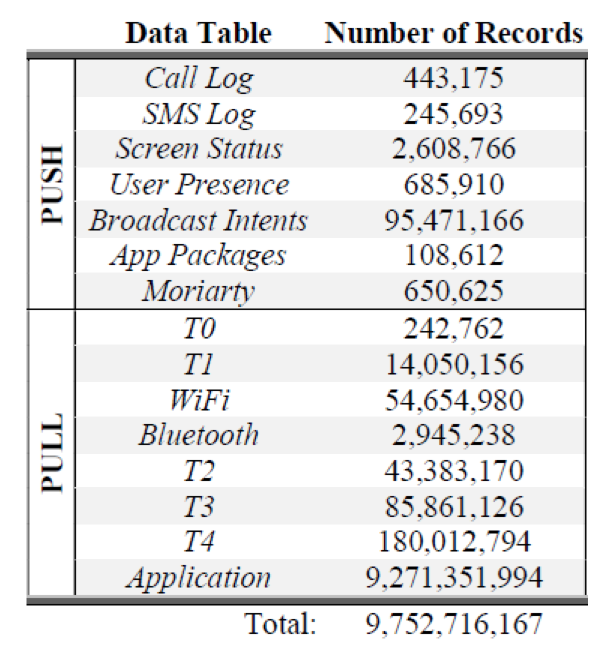 Data Table Number of Records
PUSH
Call Log 443,175
SMS Log 245,693
Screen Status 2,608,766
User Presence 685,910
Broadcast Intents 95,471,166
App Packages 108,612
Moriarty 650,625
PULL
T0 242,762
T1 14,050,156
WiFi 54,654,980
Bluetooth 2,945,238
T2 43,383,170
T3 85,861,126
T4 180,012,794
Application 9,271,351,994
Total: 9,752,716,167